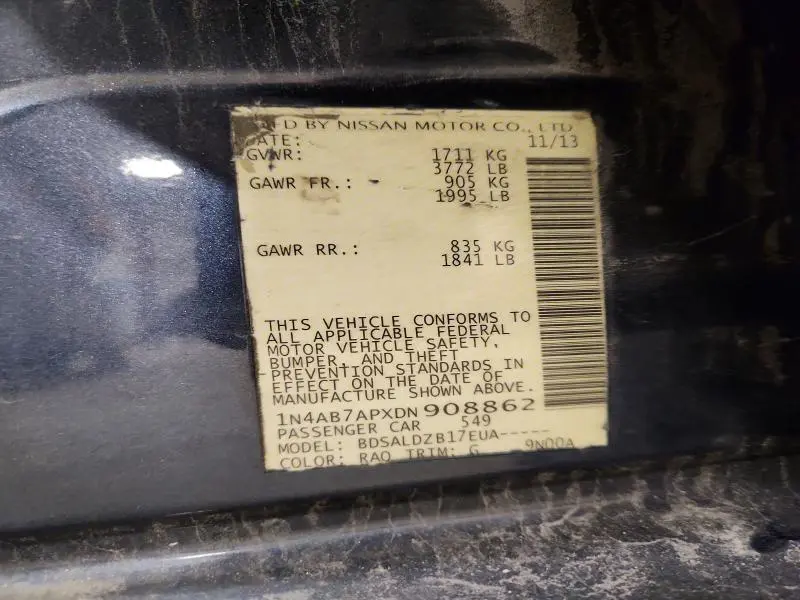 MFD BY NISSAN MOTOR CO., LTD
DATE: 11/13
GVWR: 1711 KG
3772 LB
GAWR FR.: 905 KG
1995 LB
GAWR RR.: 835 KG
1841 LB
THIS VEHICLE CONFORMS TO
ALL APPLICABLE FEDERAL
MOTOR VEHICLE SAFETY,
BUMPER, AND THEFT
PREVENTION STANDARDS IN
EFFECT ON THE DATE OF
MANUFACTURE SHOWN ABOVE.
1N4AB7APXDN908862
PASSENGER CAR 549
MODEL: BDSALDZB17EUA-----
COLOR: RAQ TRIM: G 9N00A